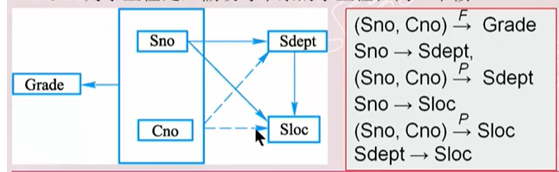 Sno
Sdept
Grade
Cno
Sloc
(Sno, Cno) F→ Grade
Sno → Sdept,
(Sno, Cno) P→ Sdept
Sno → Sloc
(Sno, Cno) P→ Sloc
Sdept → Sloc